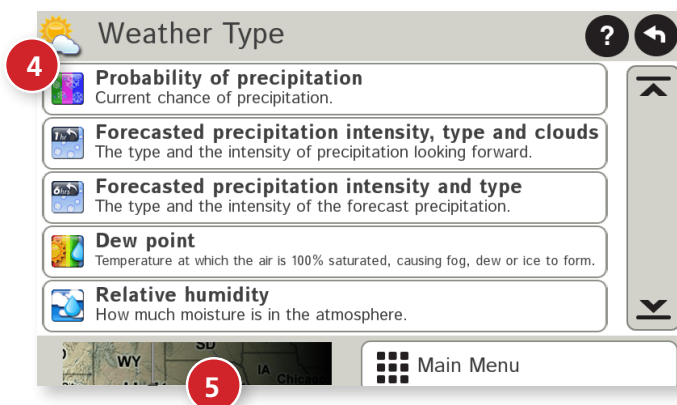 Weather Type
?
4
Probability of precipitation
Current chance of precipitation.
1hr
Forecasted precipitation intensity, type and clouds
The type and the intensity of precipitation looking forward.
6hrs
Forecasted precipitation intensity and type
The type and the intensity of the forecast precipitation.
Dew point
Temperature at which the air is 100% saturated, causing fog, dew or ice to form.
Relative humidity
How much moisture is in the atmosphere.
WY
SD
IA
Chicago
Main Menu
5